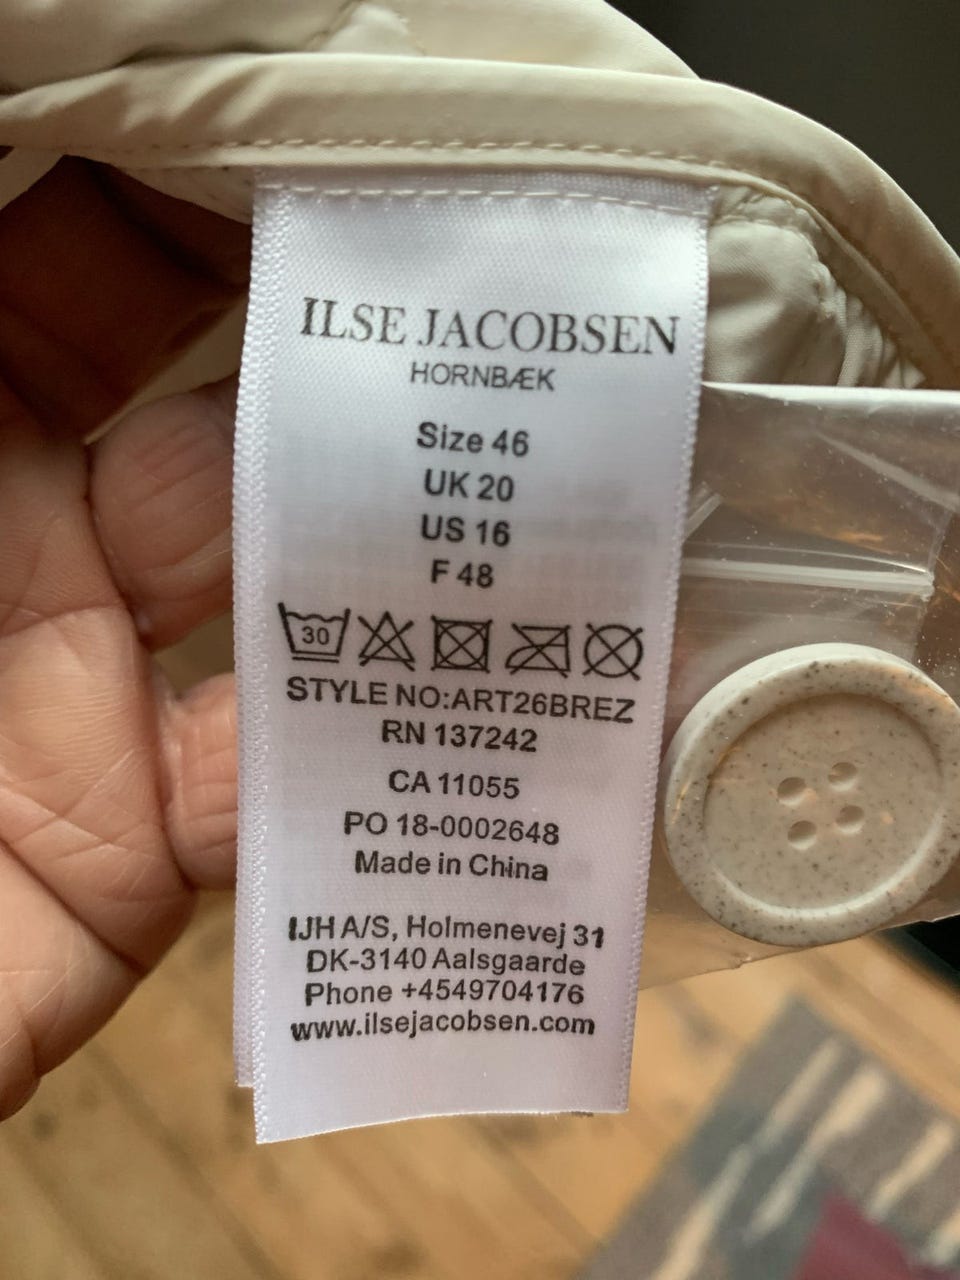 ILSE JACOBSEN
HORNBÆK
Size 46
UK 20
US 16
F 48
30
STYLE NO:ART26BREZ
RN 137242
CA 11055
PO 18-0002648
Made in China
IJH A/S, Holmenevej 31
DK-3140 Aalsgaarde
Phone +4549704176
www.ilsejacobsen.com